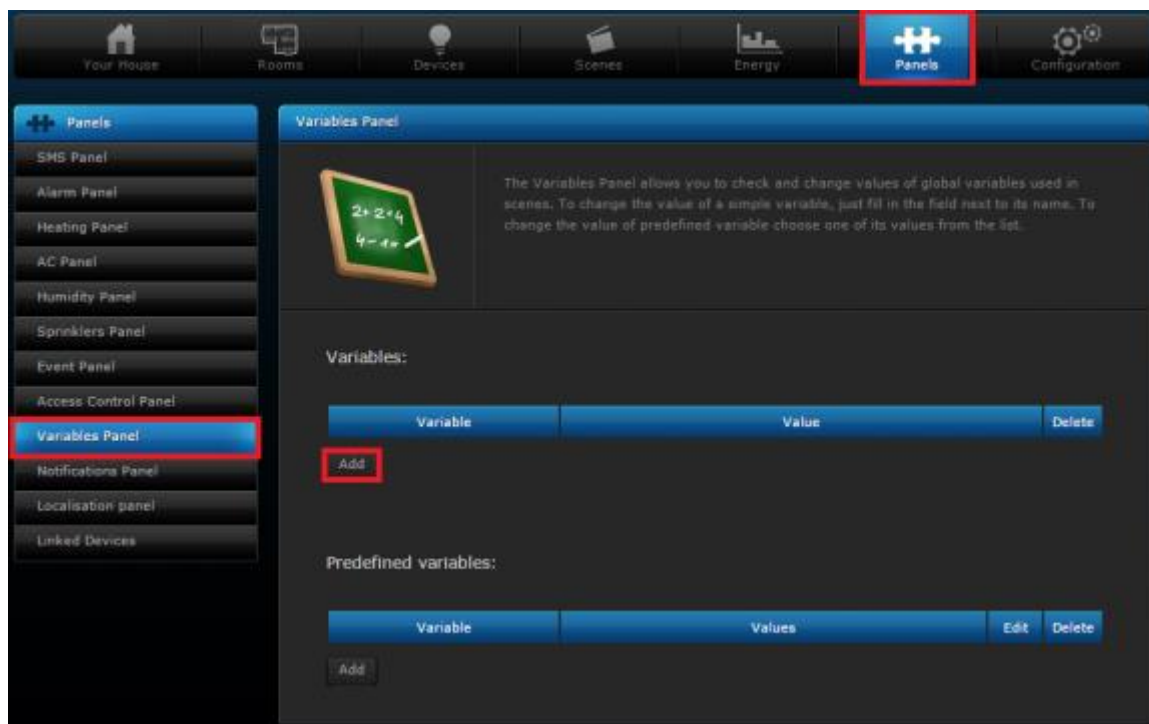 Your House
Rooms
Devices
Scenes
Energy
Panels
Configuration
Panels
SMS Panel
Alarm Panel
Heating Panel
AC Panel
Humidity Panel
Sprinklers Panel
Event Panel
Access Control Panel
Variables Panel
Notifications Panel
Localisation panel
Linked Devices
Variables Panel
2+2=4
The Variables Panel allows you to check and change values of global variables used in
scenes. To change the value of a simple variable, just fill in the field next to its name. To
change the value of predefined variable choose one of its values from the list.
Variables:
Variable Value Delete
Add
Predefined variables:
Variable Values Edit Delete
Add